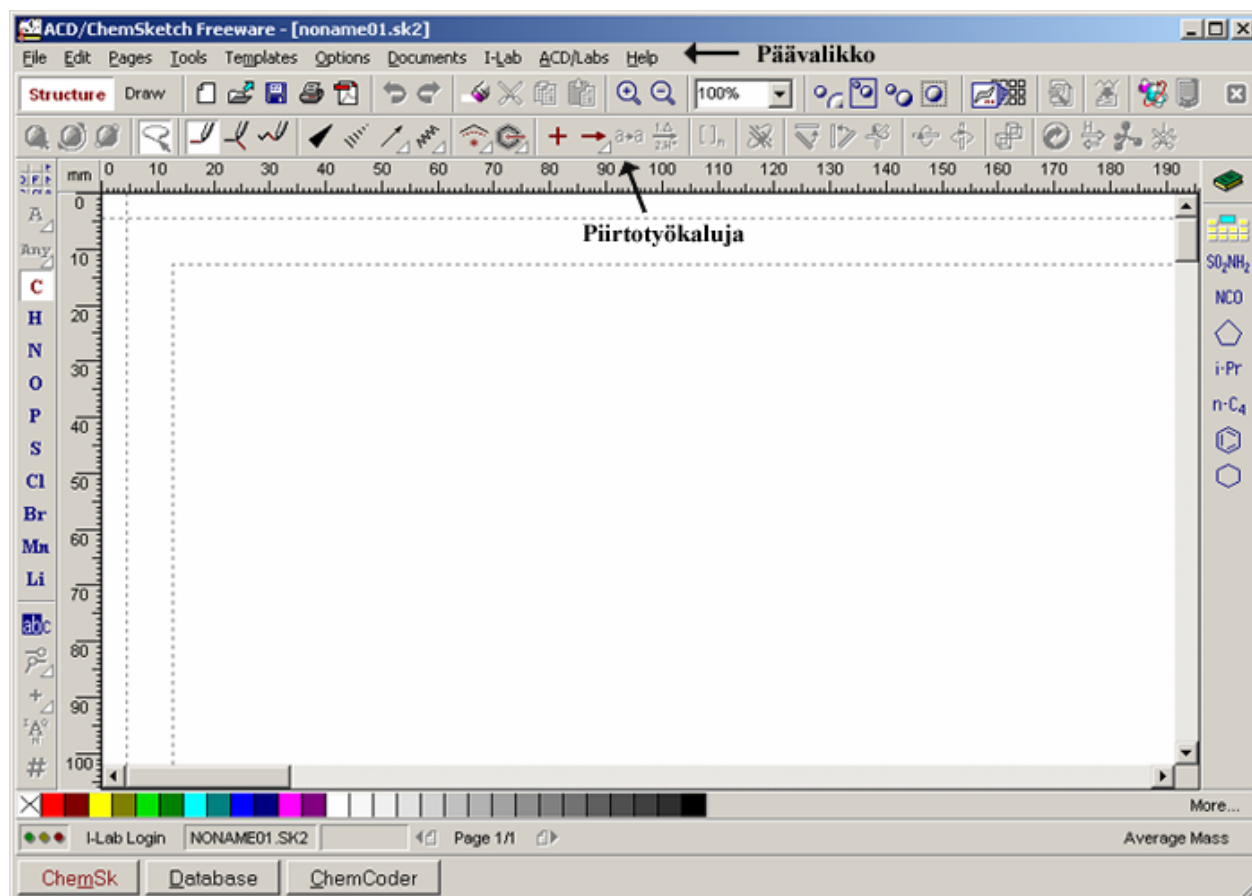 ACD/ChemSketch Freeware - [noname01.sk2]
File Edit Pages Tools Templates Options Documents I-Lab ACD/Labs Help Päävalikko
Structure Draw 100%
a→a []n
mm 0 10 20 30 40 50 60 70 80 90 100 110 120 130 140 150 160 170 180 190
Piirtotyökaluja
0
10
20
30
40
50
60
70
80
90
100
A
Any
C
H
N
O
P
S
Cl
Br
Mn
Li
abc
#
SO₂NH₂
NCO
i-Pr
n-C₄
More...
I-Lab Login NONAME01.SK2 Page 1/1 Average Mass
ChemSk Database ChemCoder